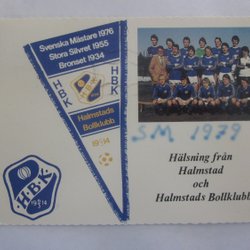 Svenska Mästare 1976
Stora Silvret 1955
Bronset 1934
HBK
HBK
Halmstads
Bollklubb
1914
HBK
1914
SM 1979
Hälsning från
Halmstad
och
Halmstads Bollklubb